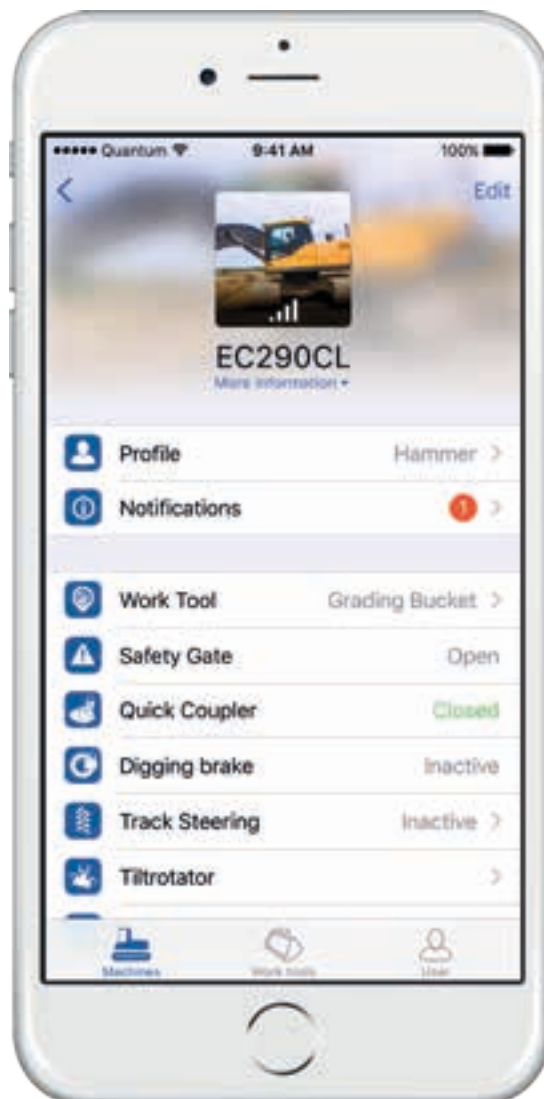 Quantum 9:41 AM 100%
Edit
EC290CL
More information
Profile Hammer
Notifications 1
Work Tool Grading Bucket
Safety Gate Open
Quick Coupler Closed
Digging brake Inactive
Track Steering Inactive
Tiltrotator
Machines Work tools User